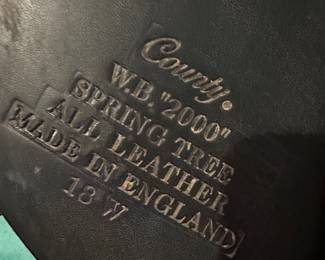 County.
W.B. "2000"
SPRING TREE
ALL LEATHER
MADE IN ENGLAND
18 W